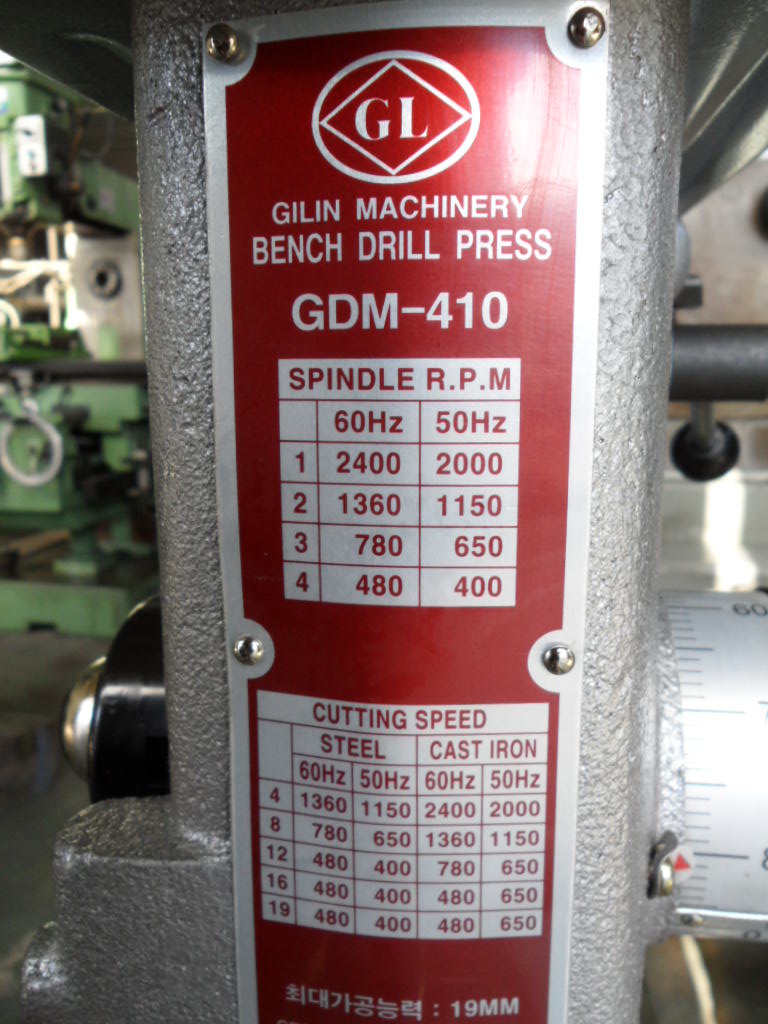 GL
GILIN MACHINERY
BENCH DRILL PRESS
GDM-410
SPINDLE R.P.M
60Hz 50Hz
1 2400 2000
2 1360 1150
3 780 650
4 480 400
CUTTING SPEED
STEEL CAST IRON
60Hz 50Hz 60Hz 50Hz
4 1360 1150 2400 2000
8 780 650 1360 1150
12 480 400 780 650
16 480 400 480 650
19 480 400 480 650
최대가공능력 : 19MM
60